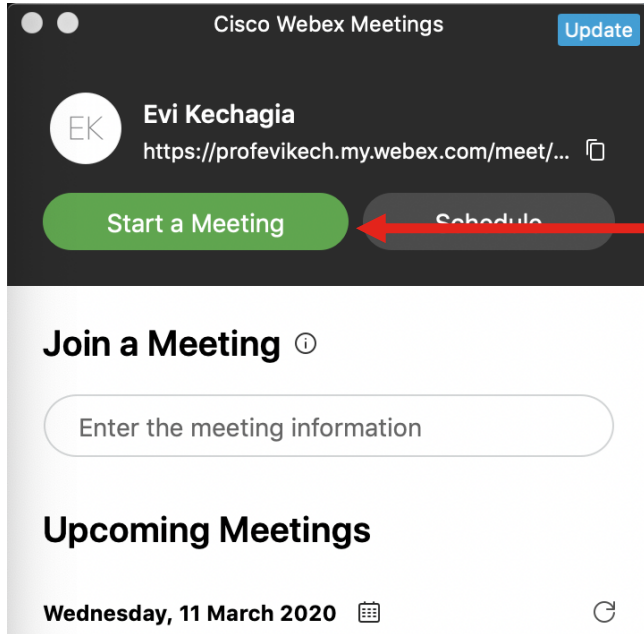 Cisco Webex Meetings
Update
EK
Evi Kechagia
https://profevikech.my.webex.com/meet/...
Start a Meeting
Schedule
Join a Meeting
Enter the meeting information
Upcoming Meetings
Wednesday, 11 March 2020